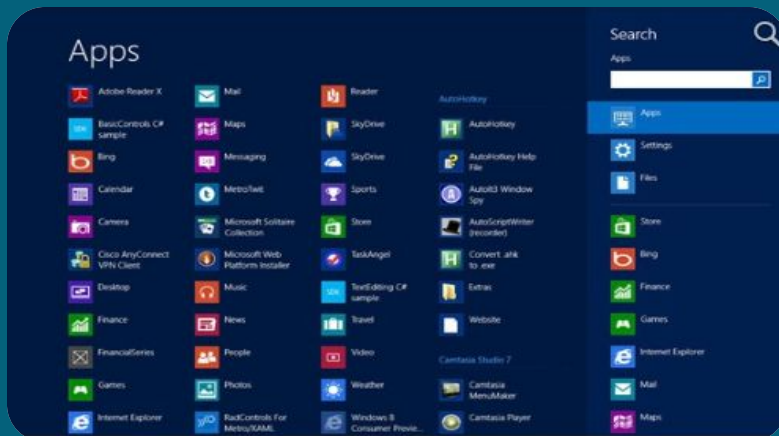 Apps
Adobe Reader X
BasicControls C#
sample
Bing
Calendar
Camera
Cisco AnyConnect
VPN Client
Desktop
Finance
FinancialSeries
Games
Internet Explorer
Mail
Maps
Messaging
MetroTwit
Microsoft Solitaire
Collection
Microsoft Web
Platform Installer
Music
News
People
Photos
RadControls For
Metro/XAML
Reader
SkyDrive
SkyDrive
Sports
Store
TaskAngel
TextEditing C#
sample
Travel
Video
Weather
Windows 8
Consumer Previe...
AutoHotkey
AutoHotkey
AutoHotkey Help
File
AutoIt3 Window
Spy
AutoScriptWriter
(recorder)
Convert .ahk
to .exe
Extras
Website
Camtasia Studio 7
Camtasia
MenuMaker
Camtasia Player
Search
Apps
Apps
Settings
Files
Store
Bing
Finance
Games
Internet Explorer
Mail
Maps